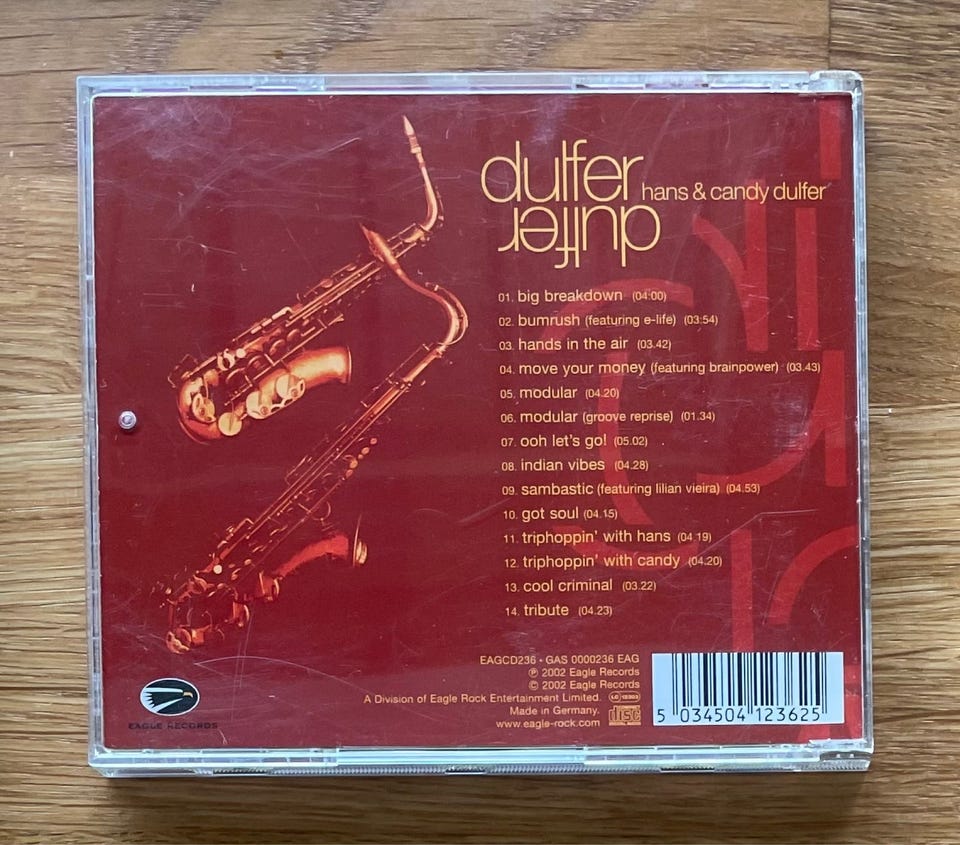 dulfer
hans & candy dulfer
dulfer
01. big breakdown (04:00)
02. bumrush (featuring e-life) (03:54)
03. hands in the air (03.42)
04. move your money (featuring brainpower) (03.43)
05. modular (04.20)
06. modular (groove reprise) (01.34)
07. ooh let's go! (05.02)
08. indian vibes (04.28)
09. sambastic (featuring lilian vieira) (04.53)
10. got soul (04.15)
11. triphoppin' with hans (04.19)
12. triphoppin' with candy (04.20)
13. cool criminal (03.22)
14. tribute (04.23)
EAGCD236 • GAS 0000236 EAG
℗ 2002 Eagle Records
© 2002 Eagle Records
A Division of Eagle Rock Entertainment Limited.
Made in Germany.
www.eagle-rock.com
disc
5 034504 123625
EAGLE RECORDS